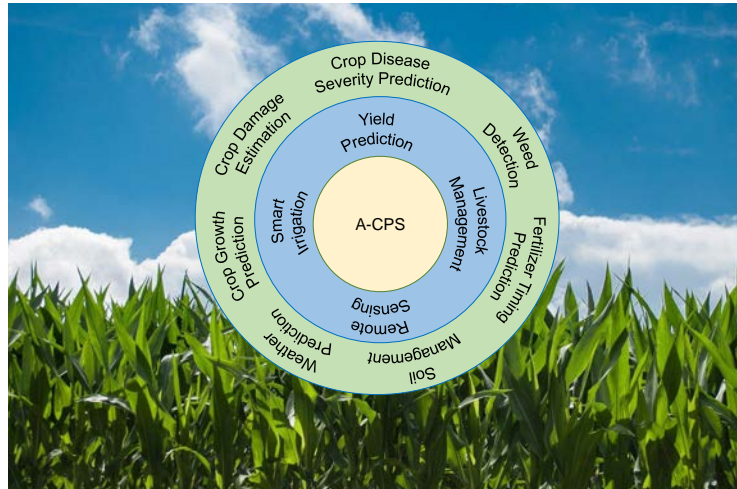 Crop Disease
Severity Prediction
Weed
Detection
Fertilizer Timing
Prediction
Soil
Management
Weather
Prediction
Crop Growth
Prediction
Crop Damage
Estimation
Yield
Prediction
Livestock
Management
Remote
Sensing
Smart
Irrigation
A-CPS